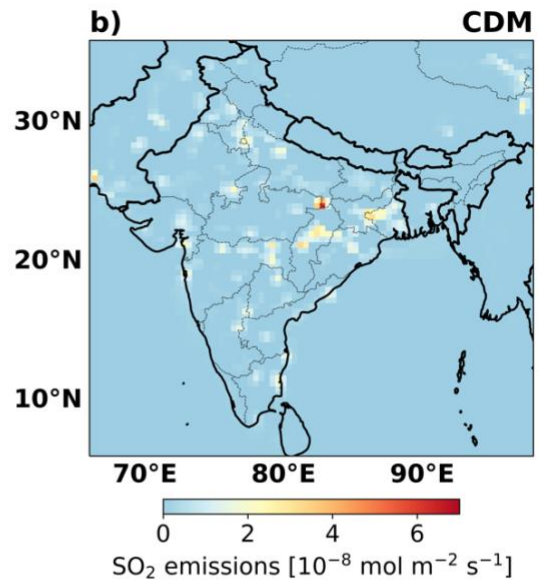 b) CDM
30°N
20°N
10°N
70°E 80°E 90°E
0 2 4 6
SO₂ emissions [10⁻⁸ mol m⁻² s⁻¹]